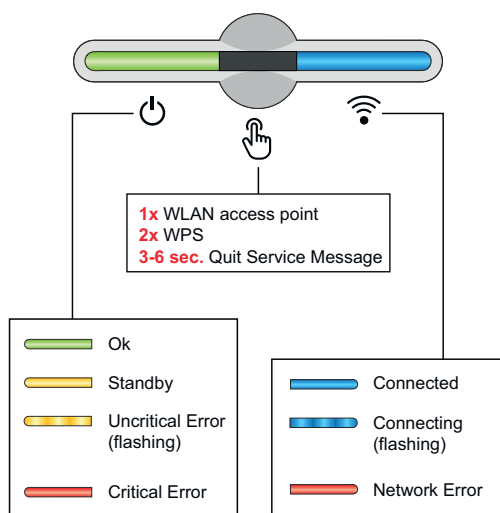 1x WLAN access point
2x WPS
3-6 sec. Quit Service Message
Ok
Standby
Uncritical Error
(flashing)
Critical Error
Connected
Connecting
(flashing)
Network Error